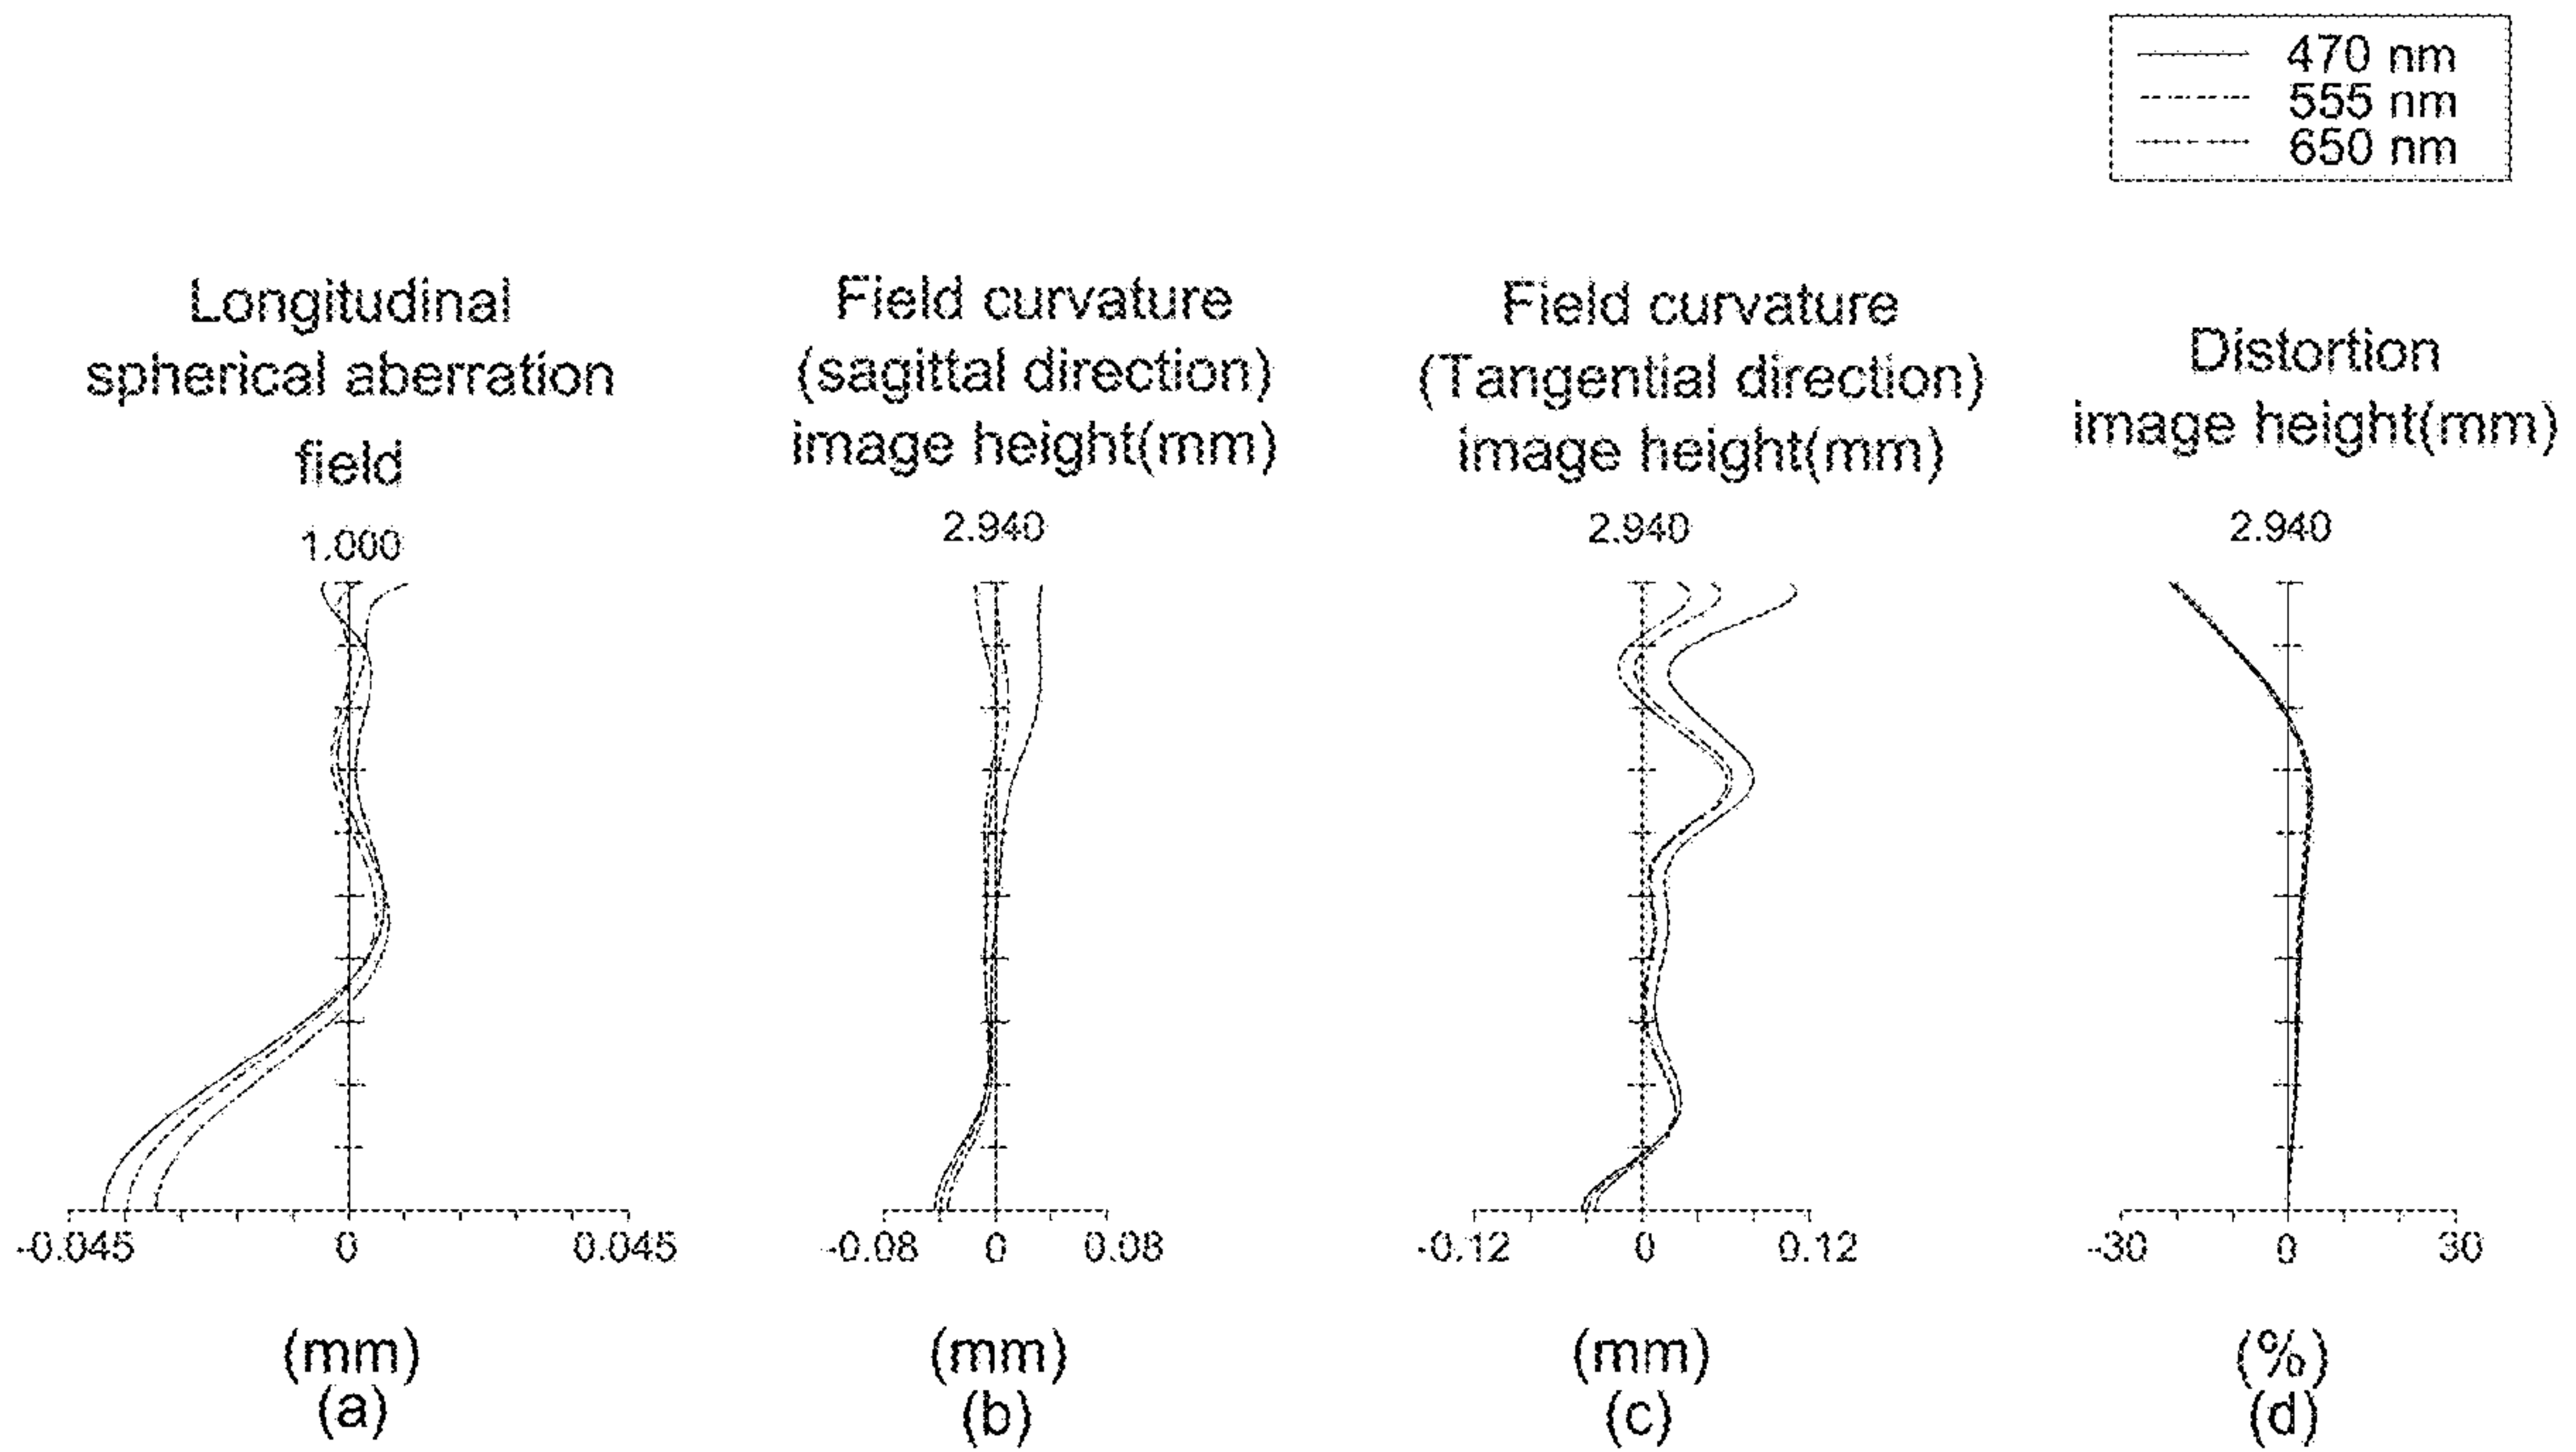 470 nm
555 nm
650 nm
Longitudinal
spherical aberration
field
1.000
-0.045
0
0.045
(mm)
(a)
Field curvature
(sagittal direction)
image height(mm)
2.940
-0.08
0
0.08
(mm)
(b)
Field curvature
(Tangential direction)
image height(mm)
2.940
-0.12
0
0.12
(mm)
(c)
Distortion
image height(mm)
2.940
-30
0
30
(%)
(d)